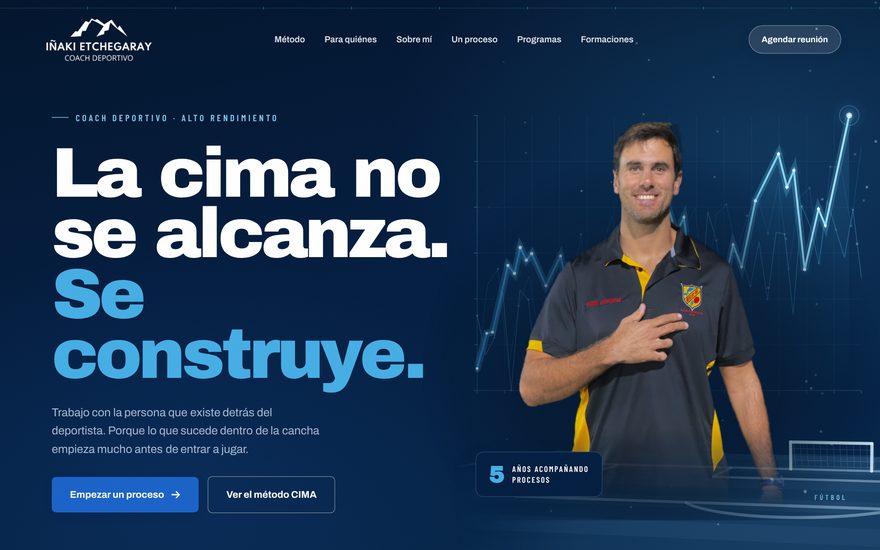 IÑAKI ETCHEGARAY
COACH DEPORTIVO
Método
Para quiénes
Sobre mí
Un proceso
Programas
Formaciones
Agendar reunión
COACH DEPORTIVO · ALTO RENDIMIENTO
La cima no
se alcanza.
Se
construye.
Trabajo con la persona que existe detrás del
deportista. Porque lo que sucede dentro de la cancha
empieza mucho antes de entrar a jugar.
Empezar un proceso →
Ver el método CIMA
5 AÑOS ACOMPAÑANDO
PROCESOS
FÚTBOL